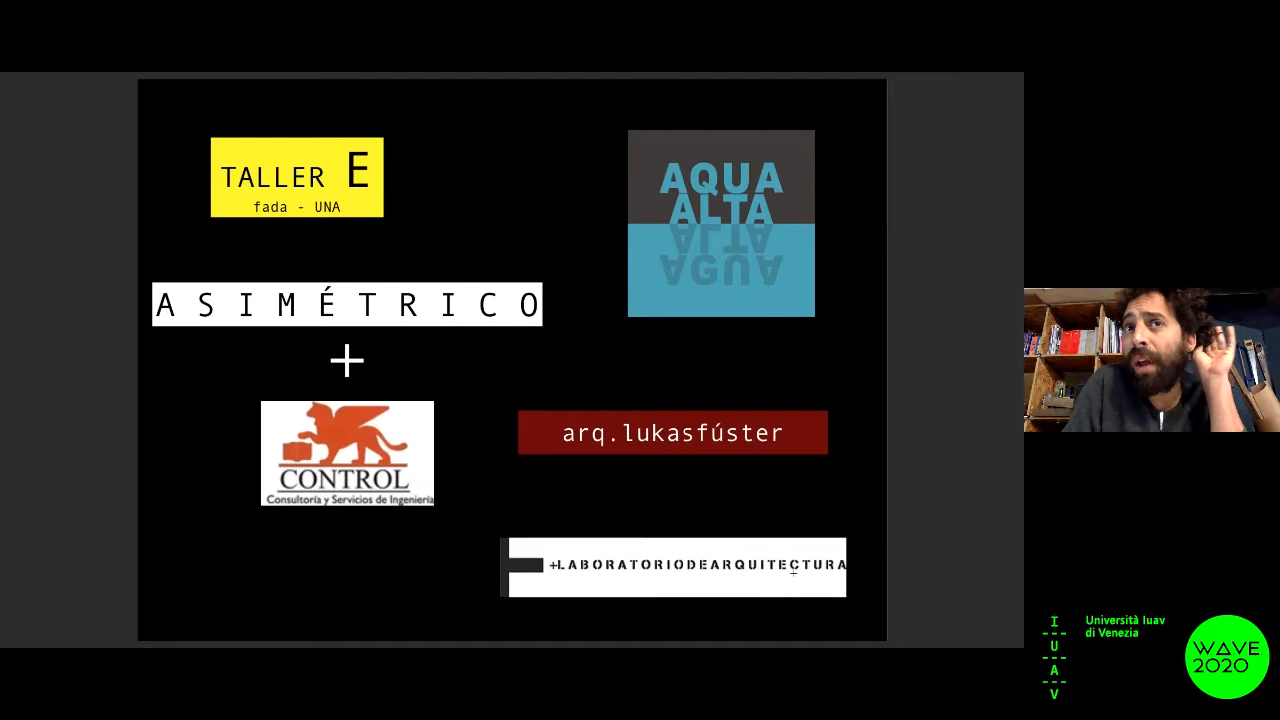 TALLER E
fada - UNA
AQUA
ALTA
ALTA
AGUA
ASIMÉTRICO
+
CONTROL
Consultoría y Servicios de Ingeniería
arq.lukasfúster
+LABORATORIODEARQUITECTURA
I
U
A
V
Università Iuav
di Venezia
WAVE
2020